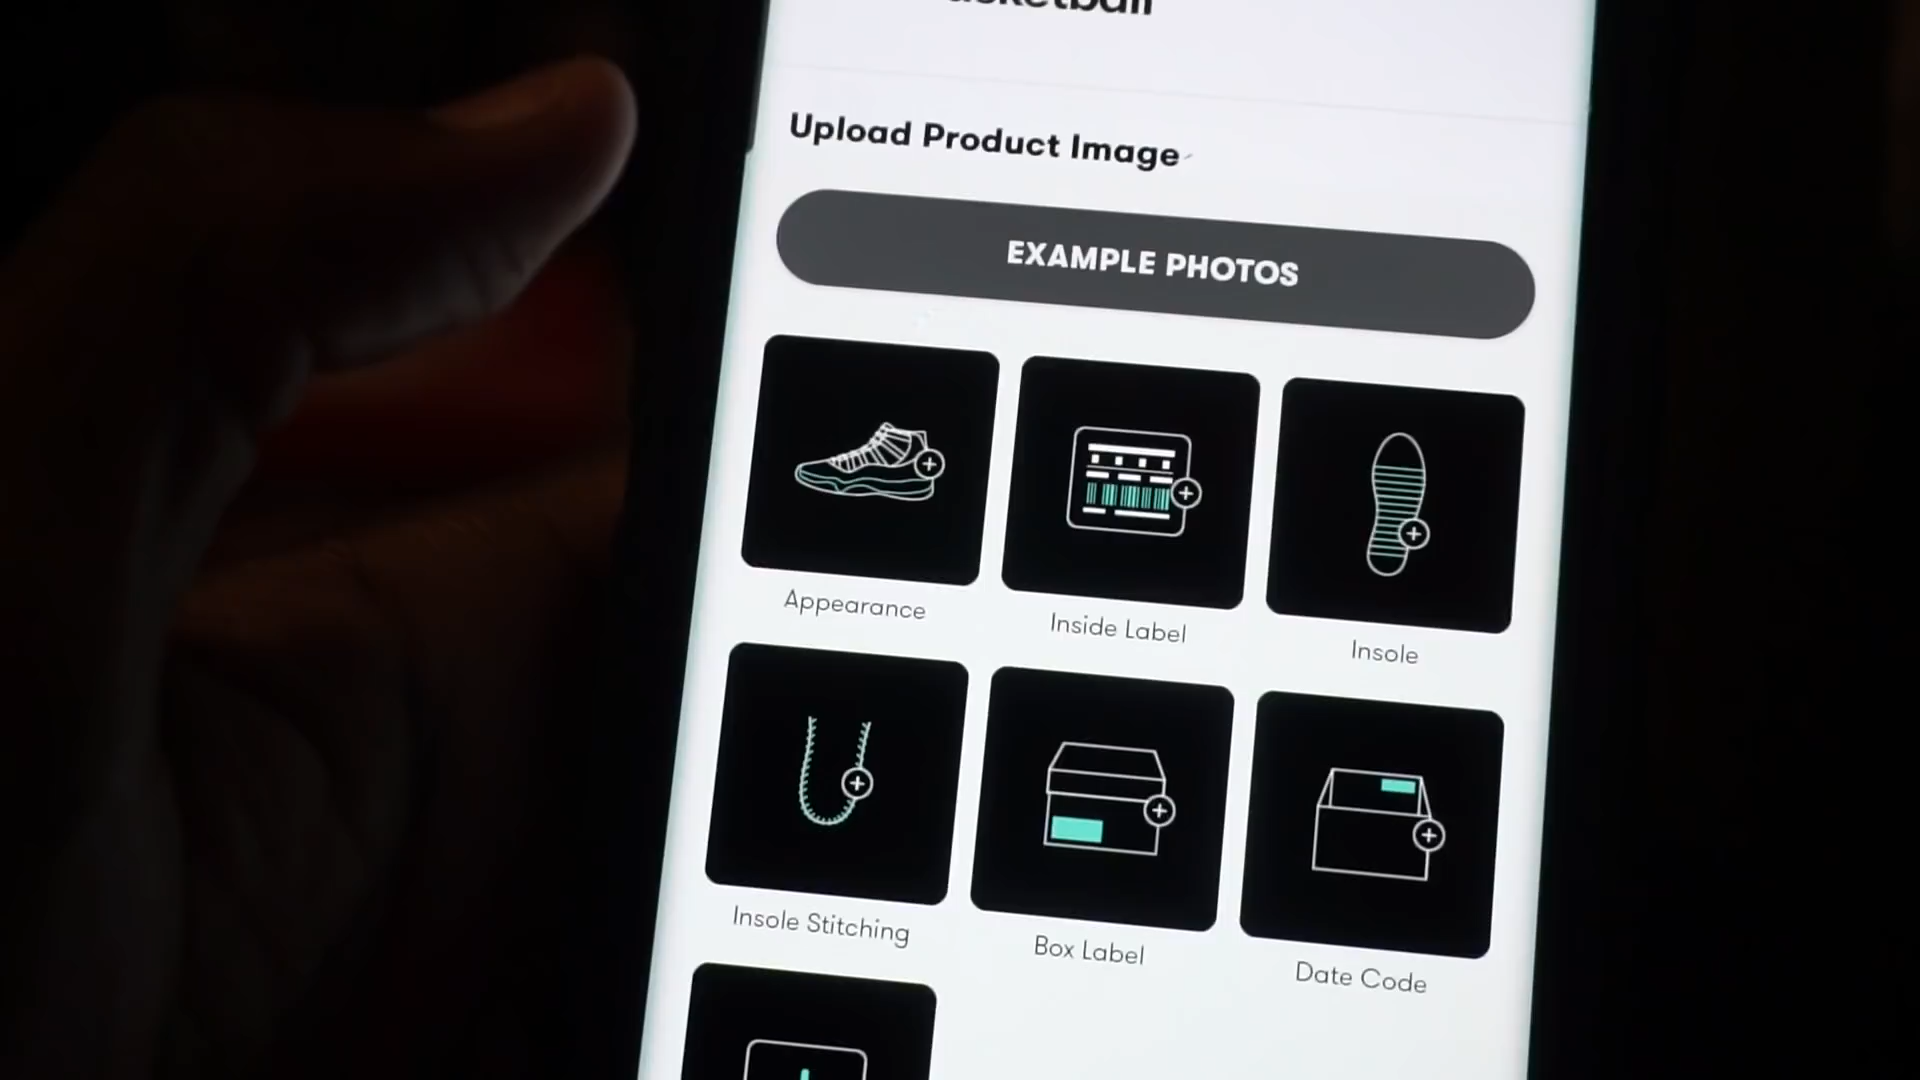 Upload Product Image
EXAMPLE PHOTOS
Appearance
Inside Label
Insole
Insole Stitching
Box Label
Date Code